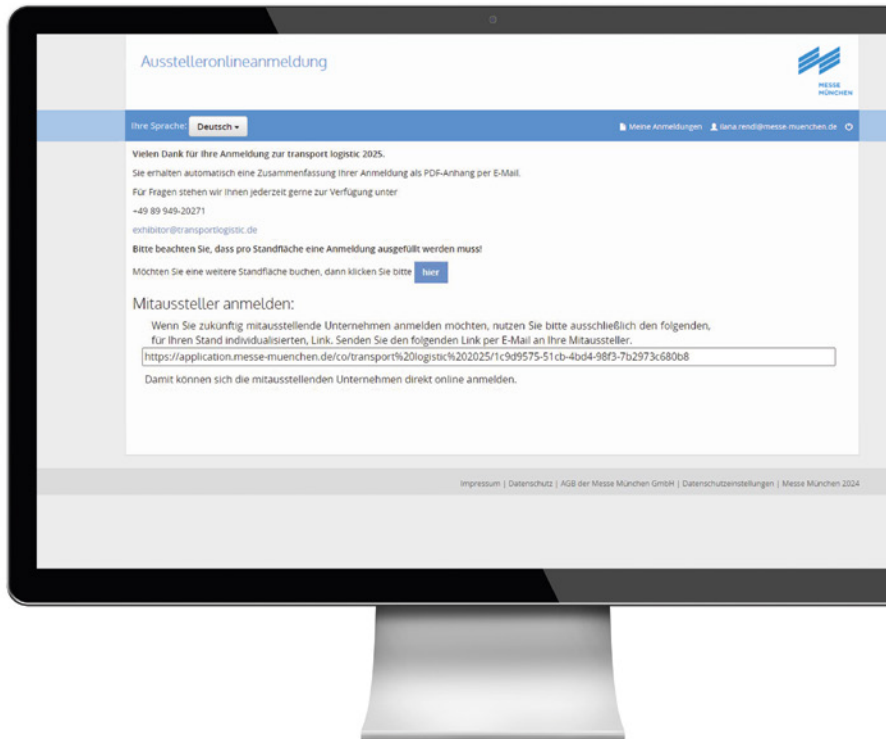 Ausstelleronlineanmeldung
MESSE
MÜNCHEN
Ihre Sprache: Deutsch
Meine Anmeldungen iliana.rendl@messe-muenchen.de
Vielen Dank für Ihre Anmeldung zur transport logistic 2025.
Sie erhalten automatisch eine Zusammenfassung Ihrer Anmeldung als PDF-Anhang per E-Mail.
Für Fragen stehen wir Ihnen jederzeit gerne zur Verfügung unter
+49 89 949-20271
exhibitor@transportlogistic.de
Bitte beachten Sie, dass pro Standfläche eine Anmeldung ausgefüllt werden muss!
Möchten Sie eine weitere Standfläche buchen, dann klicken Sie bitte hier
Mitaussteller anmelden:
Wenn Sie zukünftig mitausstellende Unternehmen anmelden möchten, nutzen Sie bitte ausschließlich den folgenden,
für Ihren Stand individualisierten, Link. Senden Sie den folgenden Link per E-Mail an Ihre Mitaussteller.
https://application.messe-muenchen.de/co/transport%20logistic%202025/1c9d9575-51cb-4bd4-98f3-7b2973c680b8
Damit können sich die mitausstellenden Unternehmen direkt online anmelden.
Impressum | Datenschutz | AGB der Messe München GmbH | Datenschutzeinstellungen | Messe München 2024